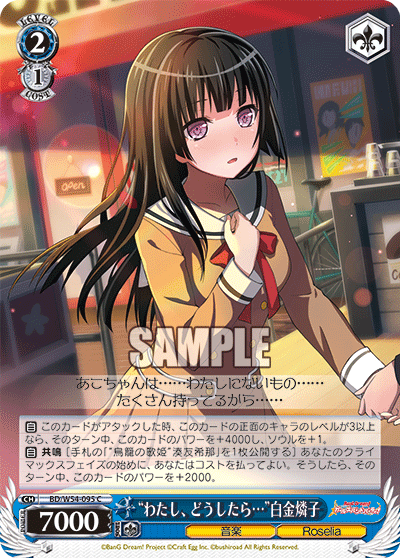 LEVEL
2
1
COST
open
SAMPLE
あこちゃんは……わたしにないもの……
たくさん持ってるから……
このカードがアタックした時、このカードの正面のキャラのレベルが3以上なら、そのターン中、このカードのパワーを+4000し、ソウルを+1。
共鳴 [手札の「“孤高の歌姫”湊友希那」を1枚公開する] あなたのクライマックスフェイズの始めに、あなたはコストを払ってよい。そうしたら、そのターン中、このカードのパワーを+2000。
CH BD/W54-095 C
“わたし、どうしたら…”白金燐子
7000
音楽
Roselia
©BanG Dream! Project ©Craft Egg Inc. ©bushiroad All Rights Reserved.